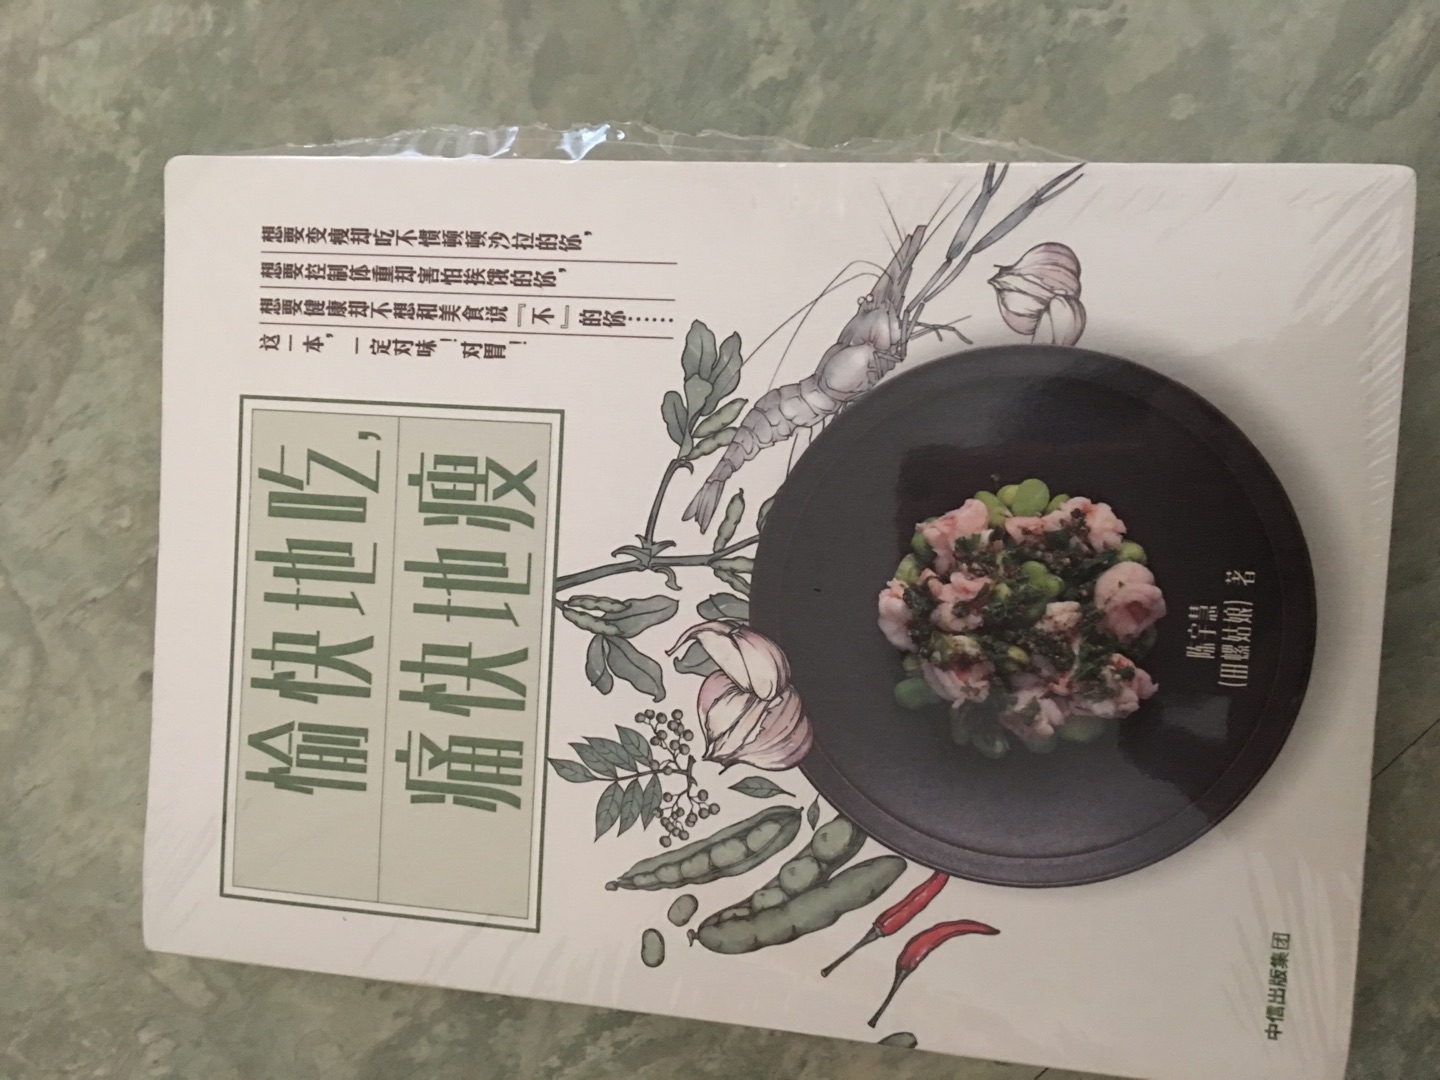 愉快地吃，
痛快地瘦
想要变瘦却吃不惯顿顿沙拉的你，
想要控制体重却害怕挨饿的你，
想要健康却不想和美食说『不』的你……
这一本，一定对味！对胃！
陈宇慧
（田螺姑娘）著
中信出版集团